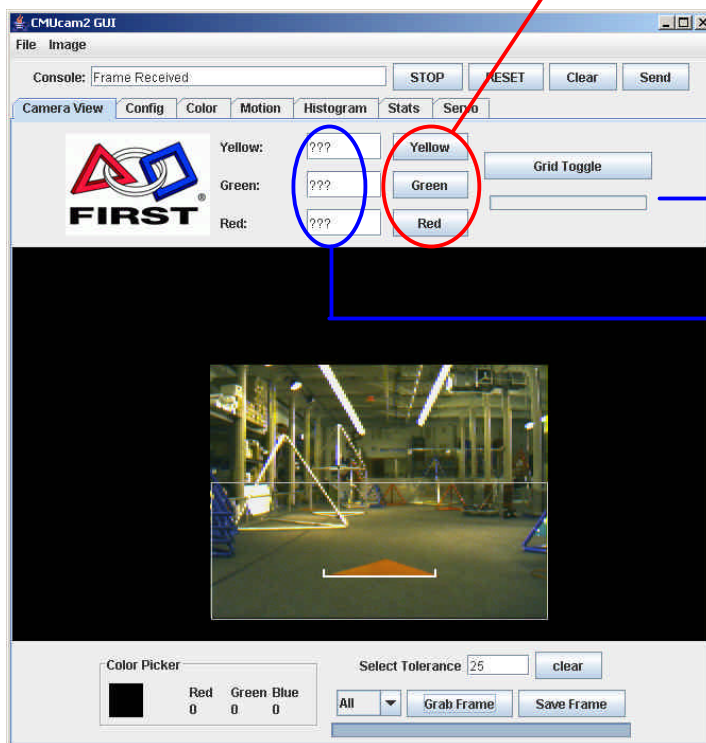 CMUcam2 GUI
File Image
Console: Frame Received STOP RESET Clear Send
Camera View Config Color Motion Histogram Stats Servo
Yellow: ??? Yellow
Grid Toggle
Green: ??? Green
FIRST ®
Red: ??? Red
Color Picker
Select Tolerance 25 clear
Red Green Blue
0 0 0
All Grab Frame Save Frame